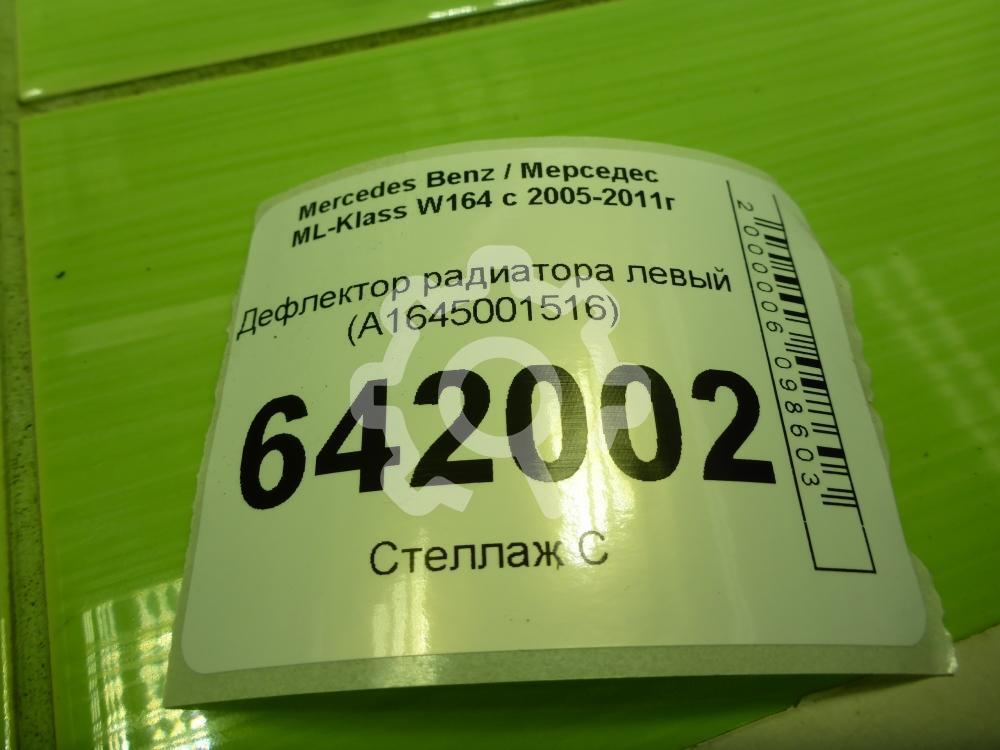 Mercedes Benz / Мерседес
ML-Klass W164 с 2005-2011г
Дефлектор радиатора левый
(A1645001516)
642002
Стеллаж С
2000006098603